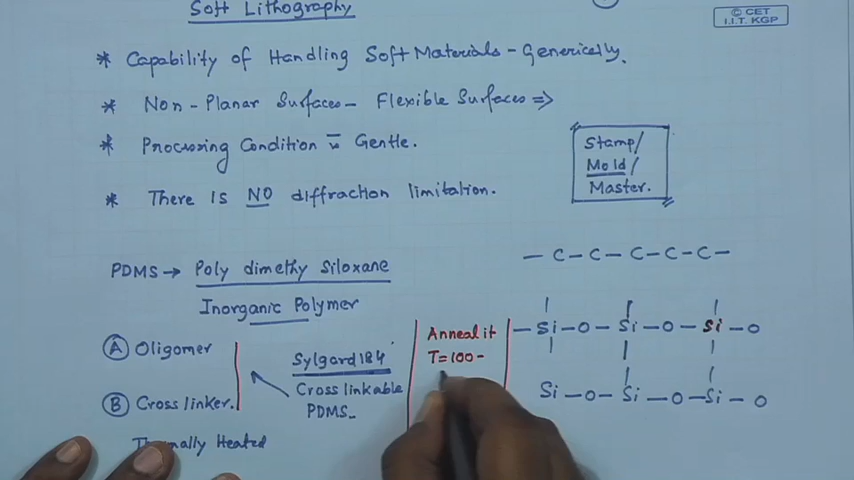 Soft Lithography
© CET
I.I.T. KGP
* Capability of Handling Soft Materials - Generically.
* Non-Planar Surfaces - Flexible Surfaces ⇒
* Processing Condition is Gentle.
* There is NO diffraction limitation.
Stamp/
Mold/
Master.
PDMS → Poly dimethy Siloxane
Inorganic Polymer
(A) Oligomer
(B) Cross linker.
Thermally Heated
Sylgard 184
Cross linkable
PDMS
Anneal it
T=100-
- C - C - C - C - C -
- Si - O - Si - O - Si - O
Si - O - Si - O - Si - O